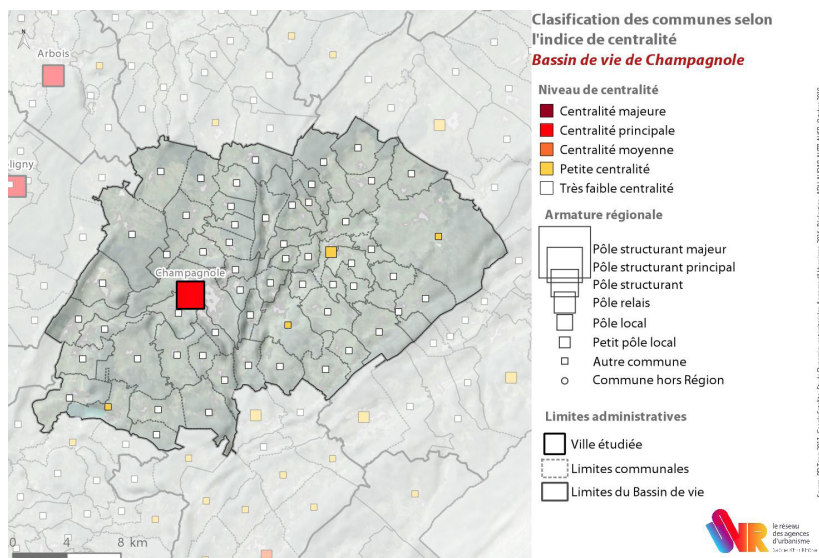 Clasification des communes selon
l'indice de centralité
Bassin de vie de Champagnole
Niveau de centralité
Centralité majeure
Centralité principale
Centralité moyenne
Petite centralité
Très faible centralité
Armature régionale
Pôle structurant majeur
Pôle structurant principal
Pôle structurant
Pôle relais
Pôle local
Petit pôle local
Autre commune
Commune hors Région
Limites administratives
Ville étudiée
Limites communales
Limites du Bassin de vie
N
Arbois
oligny
Champagnole
0 4 8 km
le réseau
des agences
d'urbanisme